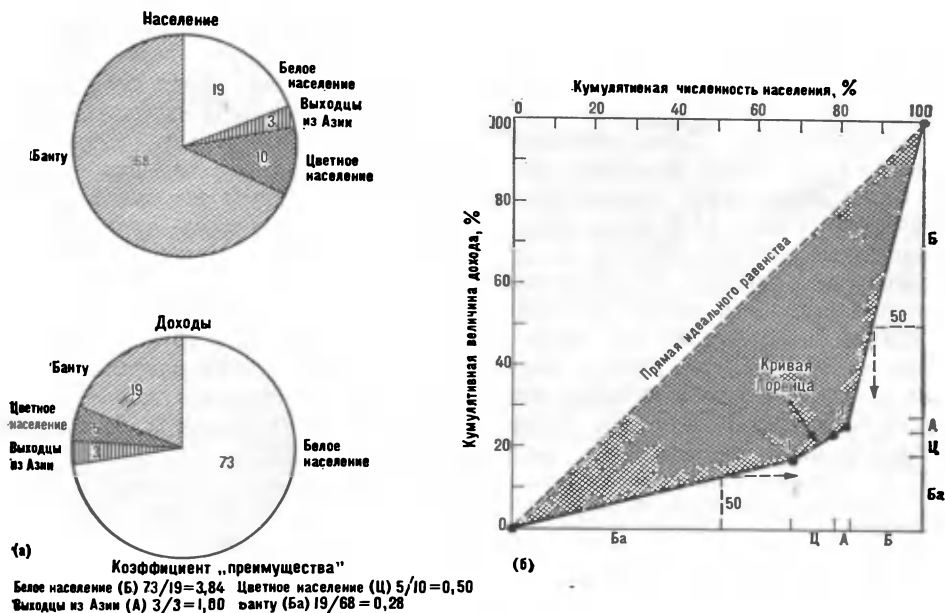 Население
Белое
население
Выходцы
из Азии
Цветное
население
Банту
19
3
10
68
Доходы
Банту
Цветное
население
Выходцы
из Азии
Белое
население
19
5
3
73
(а)
Коэффициент „преимущества"
Белое население (Б) 73/19=3,84 Цветное население (Ц) 5/10=0,50
Выходцы из Азии (А) 3/3=1,00 Банту (Ба) 19/68=0,28
Кумулятивная численность населения, %
0 20 40 60 80 100
Кумулятивная величина дохода, %
100
80
60
40
20
0
Прямая идеального равенства
Кривая
Лоренца
50
50
Б
А
Ц
Ба
Ба Ц А Б
(б)